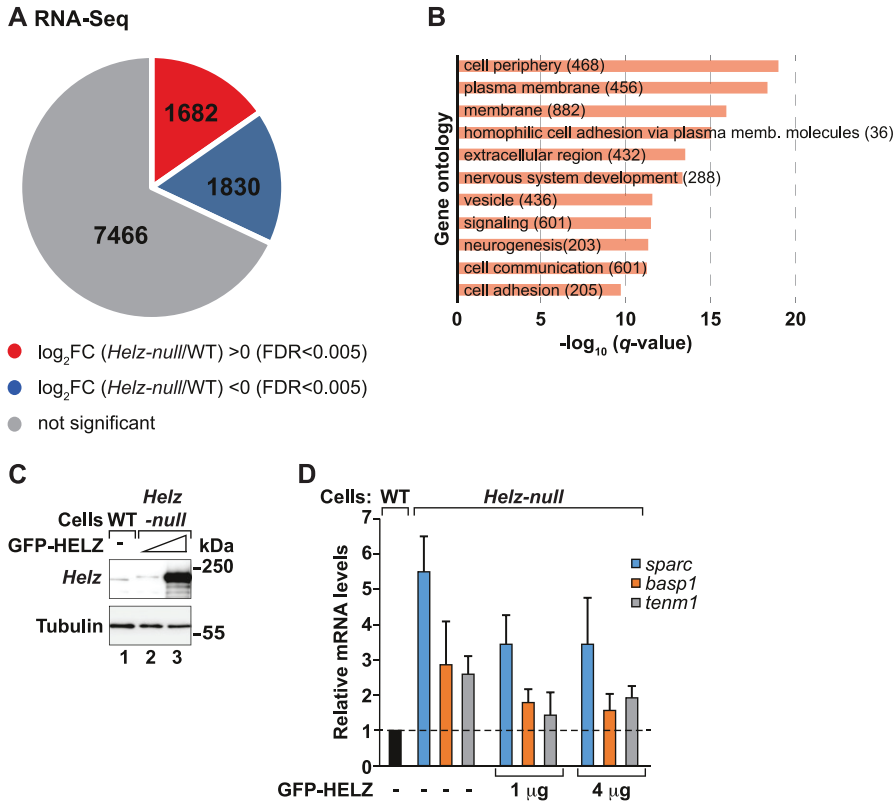 A RNA-Seq
1682
1830
7466
log2FC (Helz-null/WT) >0 (FDR<0.005)
log2FC (Helz-null/WT) <0 (FDR<0.005)
not significant
B
Gene ontology
cell periphery (468)
plasma membrane (456)
membrane (882)
homophilic cell adhesion via plasma memb. molecules (36)
extracellular region (432)
nervous system development (288)
vesicle (436)
signaling (601)
neurogenesis(203)
cell communication (601)
cell adhesion (205)
0 5 10 15 20
-log10 (q-value)
C
Helz
Cells WT -null
GFP-HELZ - kDa
Helz -250
Tubulin -55
1 2 3
D
Cells: WT Helz-null
Relative mRNA levels
7
6
5
4
3
2
1
0
sparc
basp1
tenm1
GFP-HELZ - - - - 1 μg 4 μg